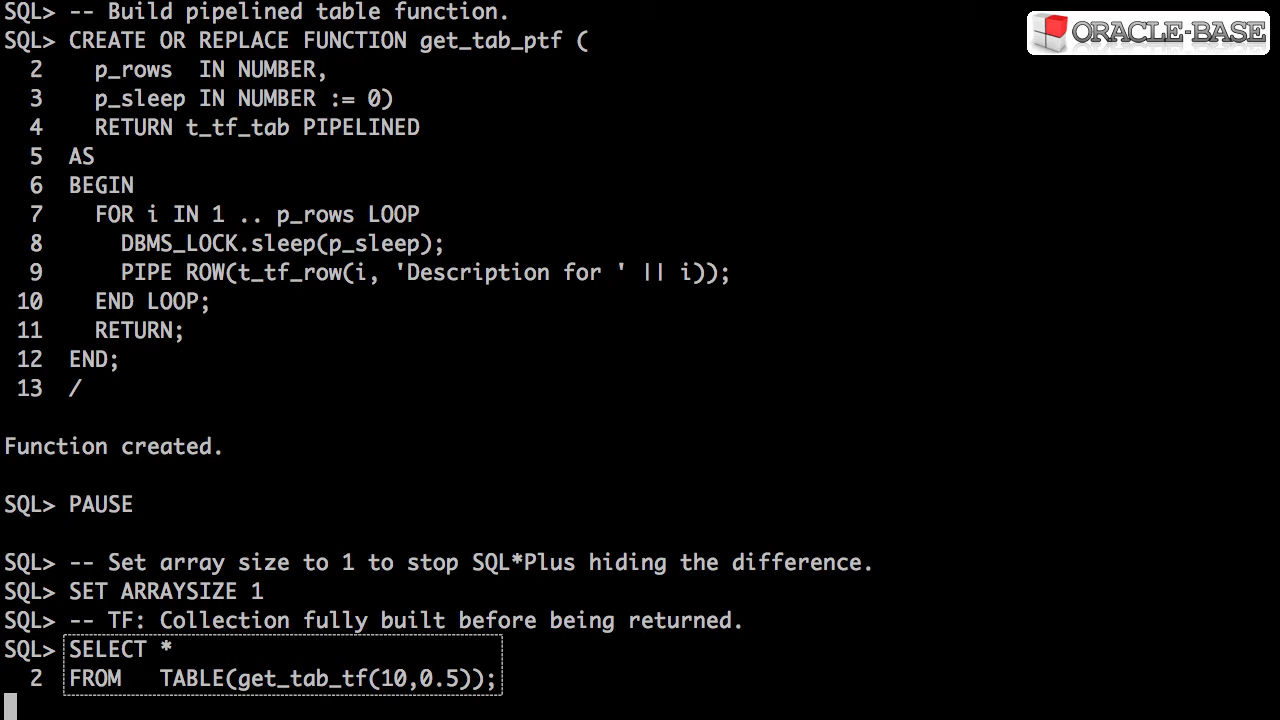 SQL> -- Build pipelined table function.
SQL> CREATE OR REPLACE FUNCTION get_tab_ptf (
  2    p_rows  IN NUMBER,
  3    p_sleep IN NUMBER := 0)
  4    RETURN t_tf_tab PIPELINED
  5  AS
  6  BEGIN
  7    FOR i IN 1 .. p_rows LOOP
  8      DBMS_LOCK.sleep(p_sleep);
  9      PIPE ROW(t_tf_row(i, 'Description for ' || i));
 10    END LOOP;
 11    RETURN;
 12  END;
 13  /
Function created.
SQL> PAUSE
SQL> -- Set array size to 1 to stop SQL*Plus hiding the difference.
SQL> SET ARRAYSIZE 1
SQL> -- TF: Collection fully built before being returned.
SQL> SELECT *
  2  FROM   TABLE(get_tab_tf(10,0.5));
ORACLE-BASE